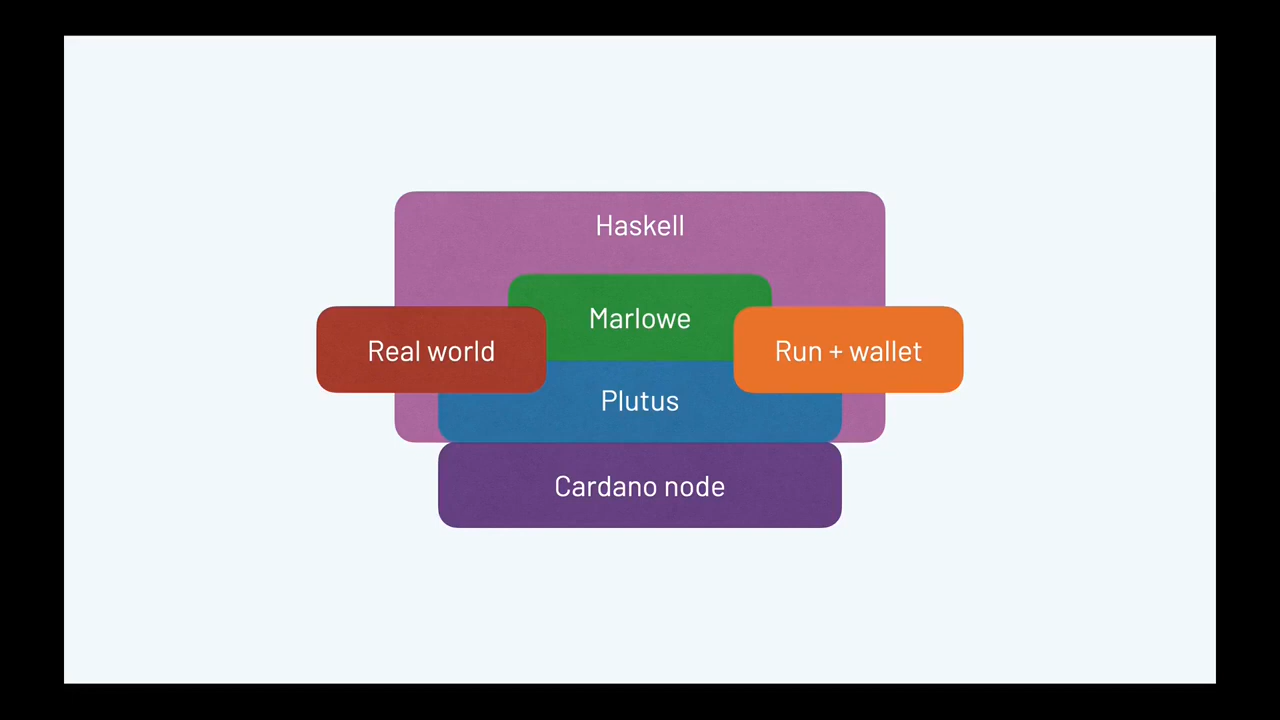 Haskell
Marlowe
Real world
Run + wallet
Plutus
Cardano node